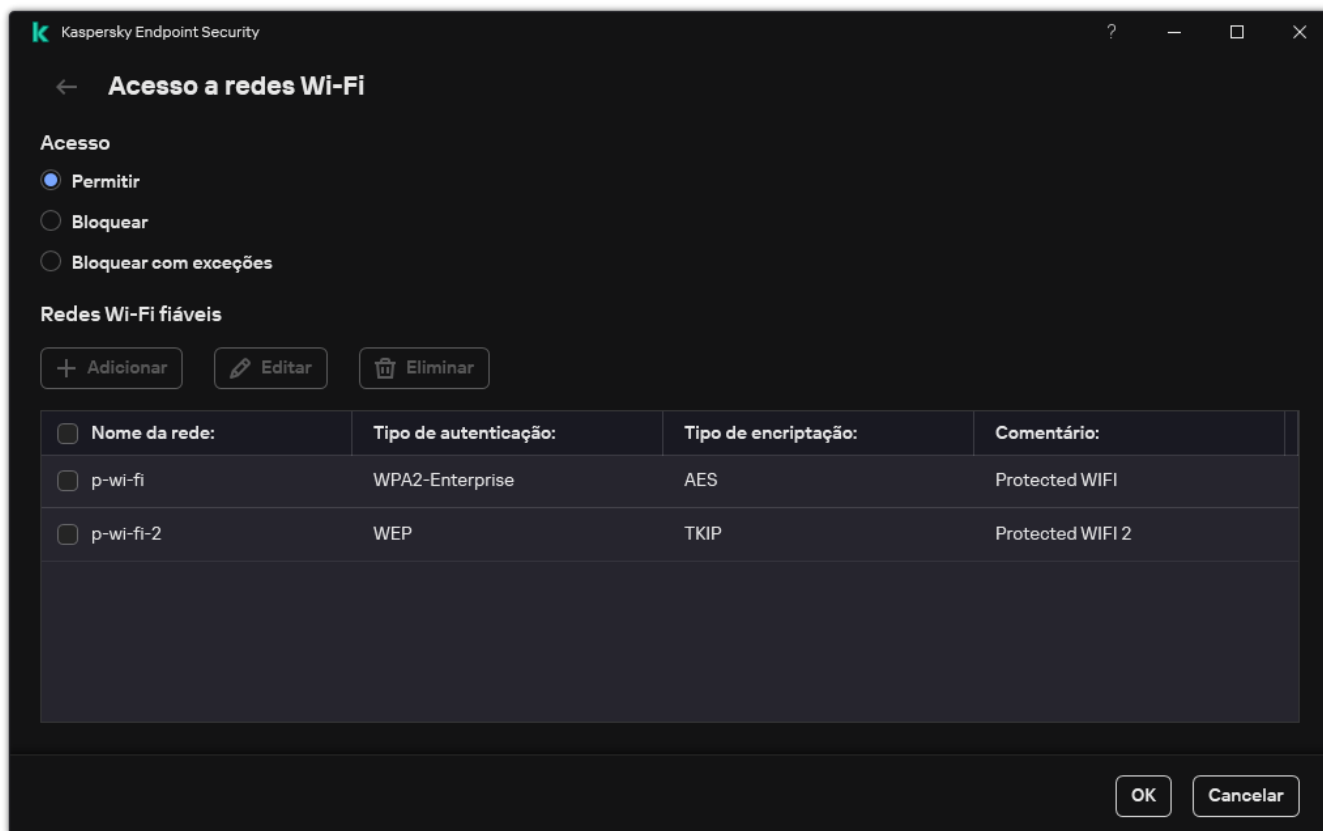 Kaspersky Endpoint Security ?
Acesso a redes Wi-Fi
Acesso
Permitir
Bloquear
Bloquear com exceções
Redes Wi-Fi fiáveis
Adicionar Editar Eliminar
Nome da rede: Tipo de autenticação: Tipo de encriptação: Comentário:
p-wi-fi WPA2-Enterprise AES Protected WIFI
p-wi-fi-2 WEP TKIP Protected WIFI 2
OK Cancelar